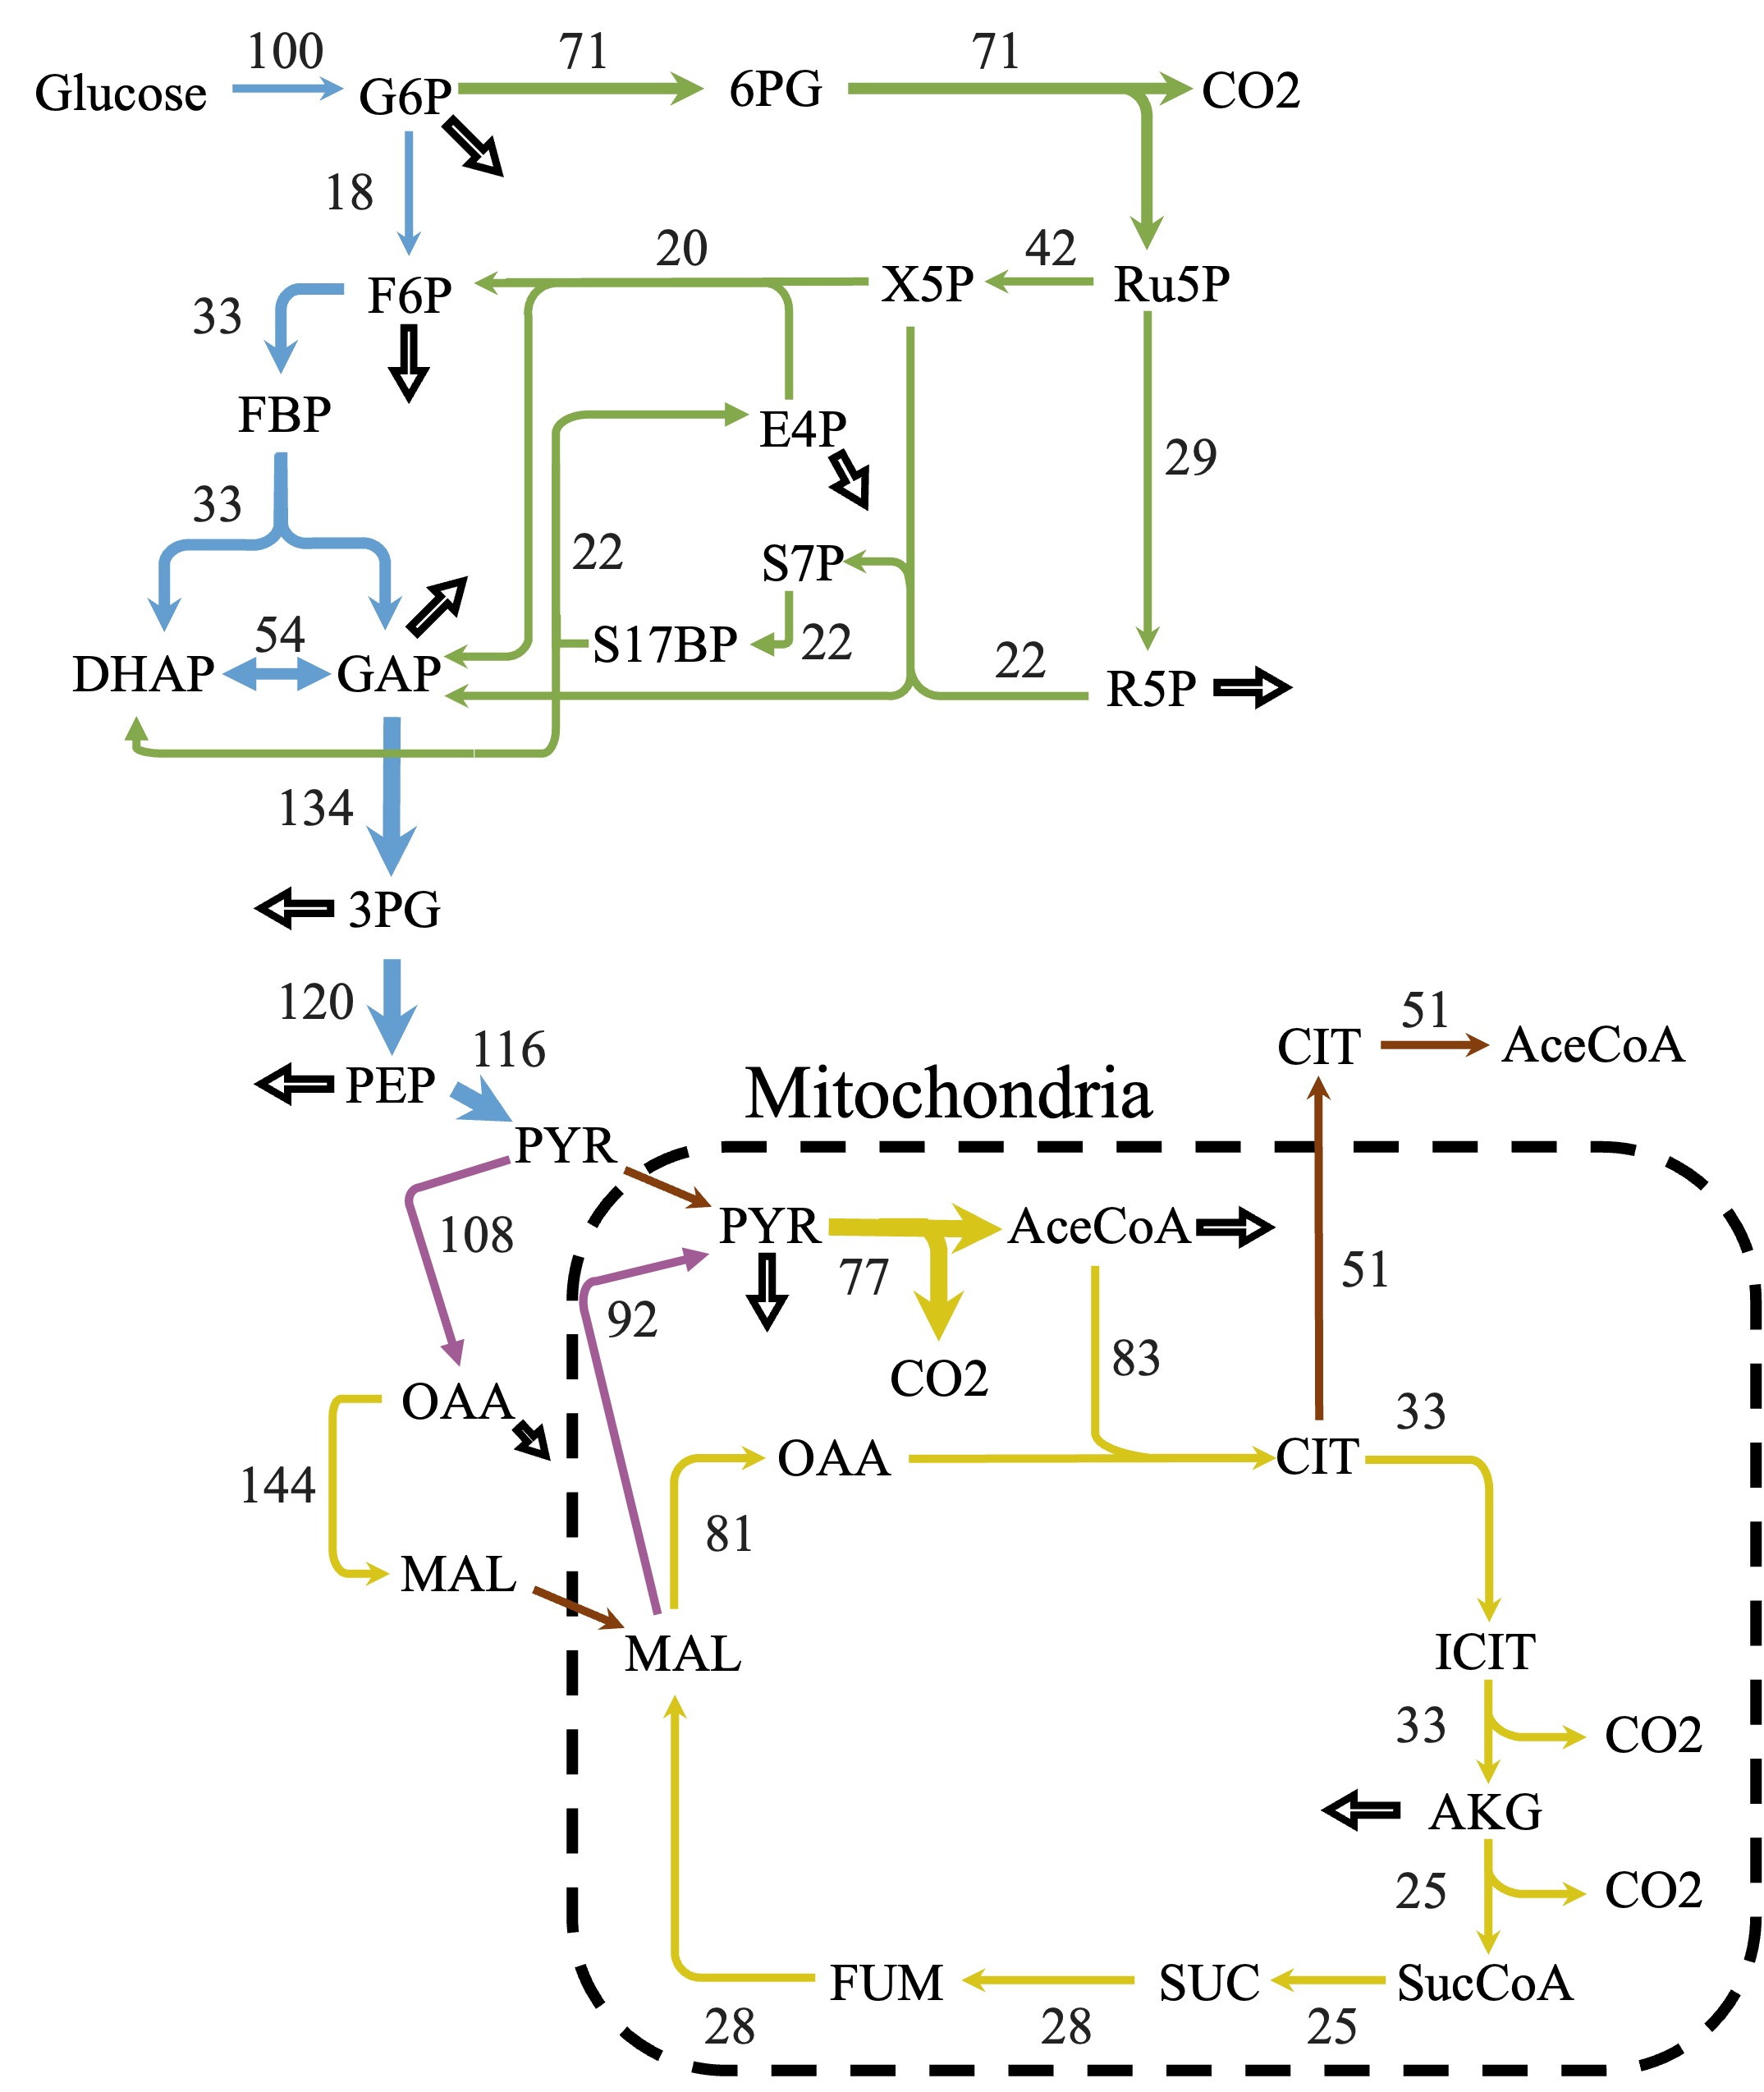 100
71
71
Glucose
G6P
6PG
CO2
18
20
42
F6P
X5P
Ru5P
33
FBP
E4P
29
33
22
S7P
54
S17BP
22
22
DHAP
GAP
R5P
134
3PG
120
116
51
CIT
AceCoA
PEP
Mitochondria
PYR
108
PYR
AceCoA
77
51
92
83
CO2
OAA
33
OAA
CIT
144
81
MAL
MAL
ICIT
33
CO2
AKG
25
CO2
FUM
SUC
SucCoA
28
28
25